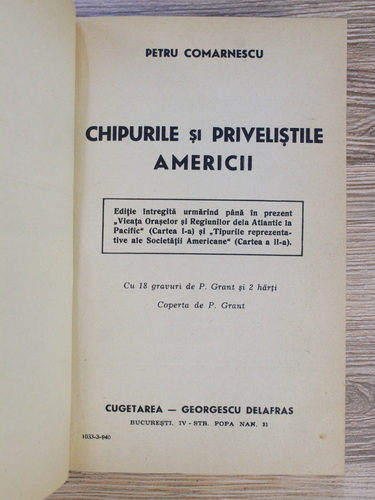 PETRU COMARNESCU
CHIPURILE și PRIVELIȘTILE
AMERICII
Ediție întregită urmărind până în prezent
„Vieața Orașelor și Regiunilor dela Atlantic la
Pacific" (Cartea I-a) și „Tipurile reprezenta-
tive ale Societății Americane" (Cartea a II-a).
Cu 18 gravuri de P. Grant și 2 hărți
Coperta de P. Grant
CUGETAREA — GEORGESCU DELAFRAS
BUCUREȘTI, IV - STR. POPA NAN, 21
1033-3-940